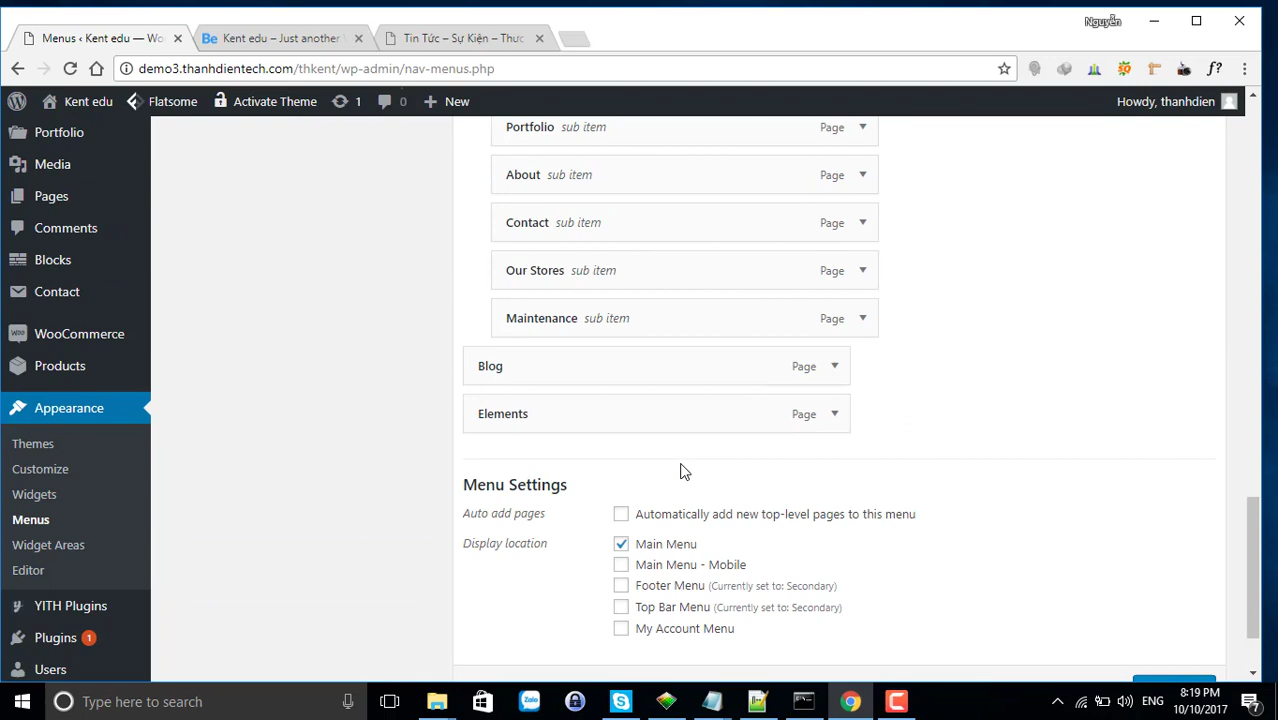 Nguyễn
Menus ‹ Kent edu — Wo
Be Kent edu – Just another
Tin Tức – Sự Kiện – Thươ
demo3.thanhdientech.com/thkent/wp-admin/nav-menus.php
Kent edu Flatsome Activate Theme 1 0 New Howdy, thanhdien
Portfolio
Media
Pages
Comments
Blocks
Contact
WooCommerce
Products
Appearance
Themes
Customize
Widgets
Menus
Widget Areas
Editor
YITH Plugins
Plugins 1
Users
Portfolio sub item Page
About sub item Page
Contact sub item Page
Our Stores sub item Page
Maintenance sub item Page
Blog Page
Elements Page
Menu Settings
Auto add pages Automatically add new top-level pages to this menu
Display location Main Menu
Main Menu - Mobile
Footer Menu (Currently set to: Secondary)
Top Bar Menu (Currently set to: Secondary)
My Account Menu
Type here to search
ENG
8:19 PM
10/10/2017